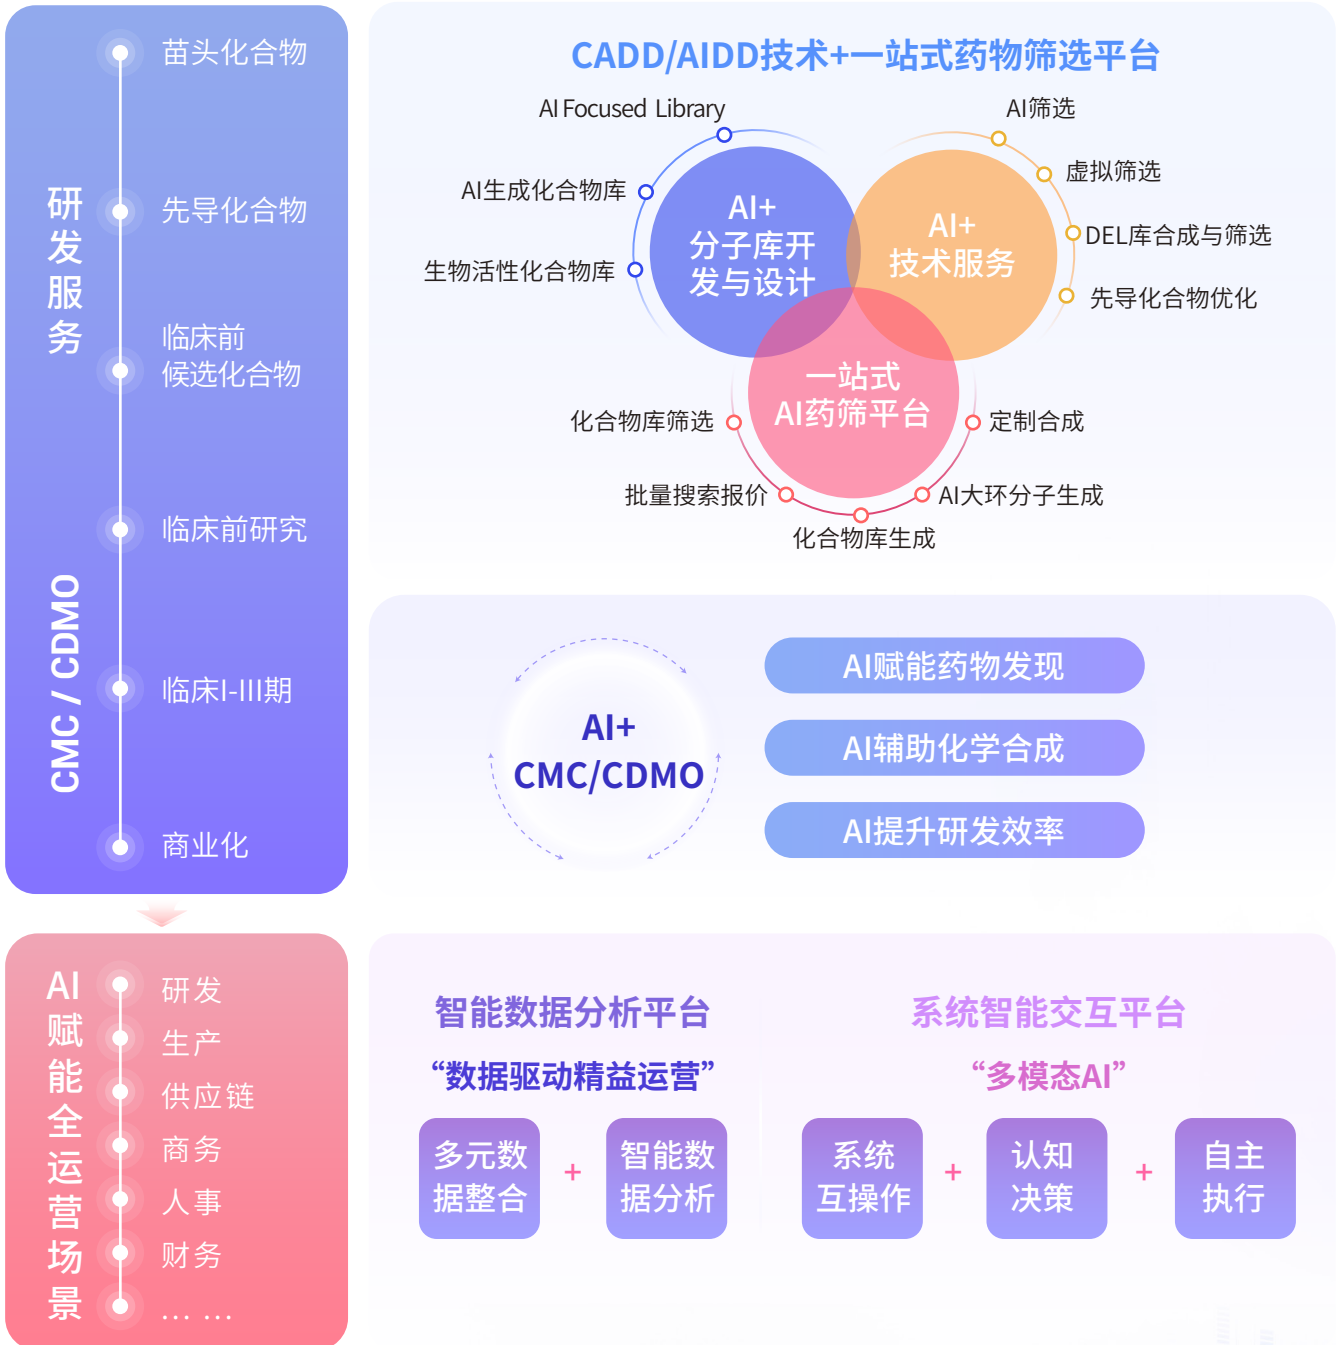 研
发
服
务
CMC / CDMO
苗头化合物
先导化合物
临床前
候选化合物
临床前研究
临床I-III期
商业化
CADD/AIDD技术+一站式药物筛选平台
AI Focused Library
AI生成化合物库
生物活性化合物库
AI+
分子库开
发与设计
AI+
技术服务
AI筛选
虚拟筛选
DEL库合成与筛选
先导化合物优化
一站式
AI药筛平台
化合物库筛选
批量搜索报价
化合物库生成
AI大环分子生成
定制合成
AI+
CMC/CDMO
AI赋能药物发现
AI辅助化学合成
AI提升研发效率
AI
赋
能
全
运
营
场
景
研发
生产
供应链
商务
人事
财务
... ...
智能数据分析平台
“数据驱动精益运营”
多元数
据整合
+
智能数
据分析
系统智能交互平台
“多模态AI”
系统
互操作
+
认知
决策
+
自主
执行